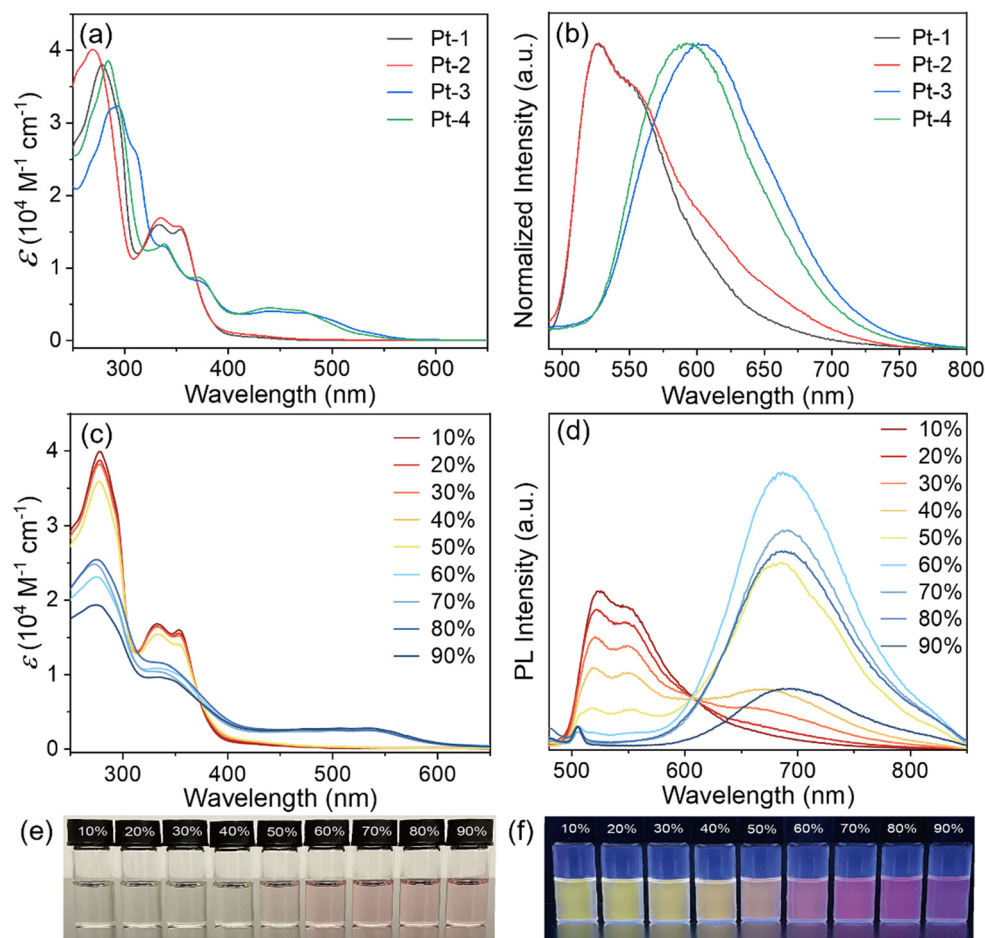 (a)
Pt-1
Pt-2
Pt-3
Pt-4
4
3
2
1
0
300 400 500 600
Wavelength (nm)
ε (10⁴ M⁻¹ cm⁻¹)
(b)
Pt-1
Pt-2
Pt-3
Pt-4
500 550 600 650 700 750 800
Wavelength (nm)
Normalized Intensity (a.u.)
(c)
10%
20%
30%
40%
50%
60%
70%
80%
90%
4
3
2
1
0
300 400 500 600
Wavelength (nm)
ε (10⁴ M⁻¹ cm⁻¹)
(d)
10%
20%
30%
40%
50%
60%
70%
80%
90%
500 600 700 800
Wavelength (nm)
PL Intensity (a.u.)
(e)
10% 20% 30% 40% 50% 60% 70% 80% 90%
(f)
10% 20% 30% 40% 50% 60% 70% 80% 90%